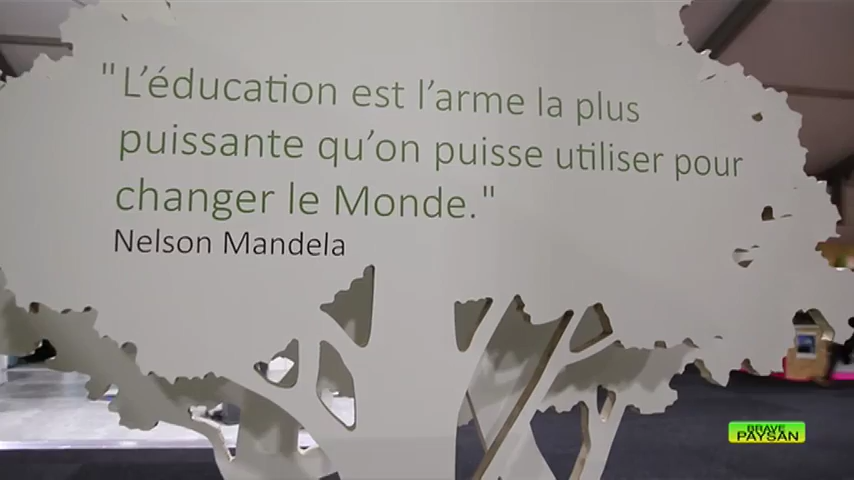 "L'éducation est l'arme la plus
puissante qu'on puisse utiliser pour
changer le Monde."
Nelson Mandela
BRAVE
PAYSAN